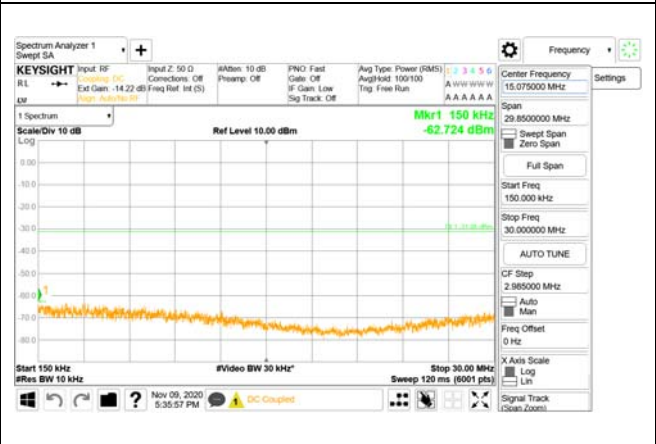 Spectrum Analyzer 1
Swept SA
+
Frequency
KEYSIGHT
RL
Input: RF
Coupling: DC
Ext Gain: -14.22 dB
Align: Auto/No RF
Input Z: 50 Ω
Corrections: Off
Freq Ref: Int (S)
#Atten: 10 dB
Preamp: Off
PNO: Fast
Gate: Off
IF Gain: Low
Sig Track: Off
Avg Type: Power (RMS)
Avg|Hold: 100/100
Trig: Free Run
1 2 3 4 5 6
A W W W W W
A A A A A A
1 Spectrum
Scale/Div 10 dB
Log
Ref Level 10.00 dBm
Mkr1 150 kHz
-62.724 dBm
0.00
-10.0
-20.0
-30.0
-40.0
-50.0
-60.0
-70.0
-80.0
1
Start 150 kHz
#Res BW 10 kHz
#Video BW 30 kHz*
Stop 30.00 MHz
Sweep 120 ms (6001 pts)
Nov 09, 2020
5:35:57 PM
?
1
DC Coupled
Center Frequency
15.075000 MHz
Settings
Span
29.8500000 MHz
Swept Span
Zero Span
Full Span
Start Freq
150.000 kHz
Stop Freq
30.000000 MHz
AUTO TUNE
CF Step
2.985000 MHz
Auto
Man
Freq Offset
0 Hz
X Axis Scale
Log
Lin
Signal Track
(Span Zoom)